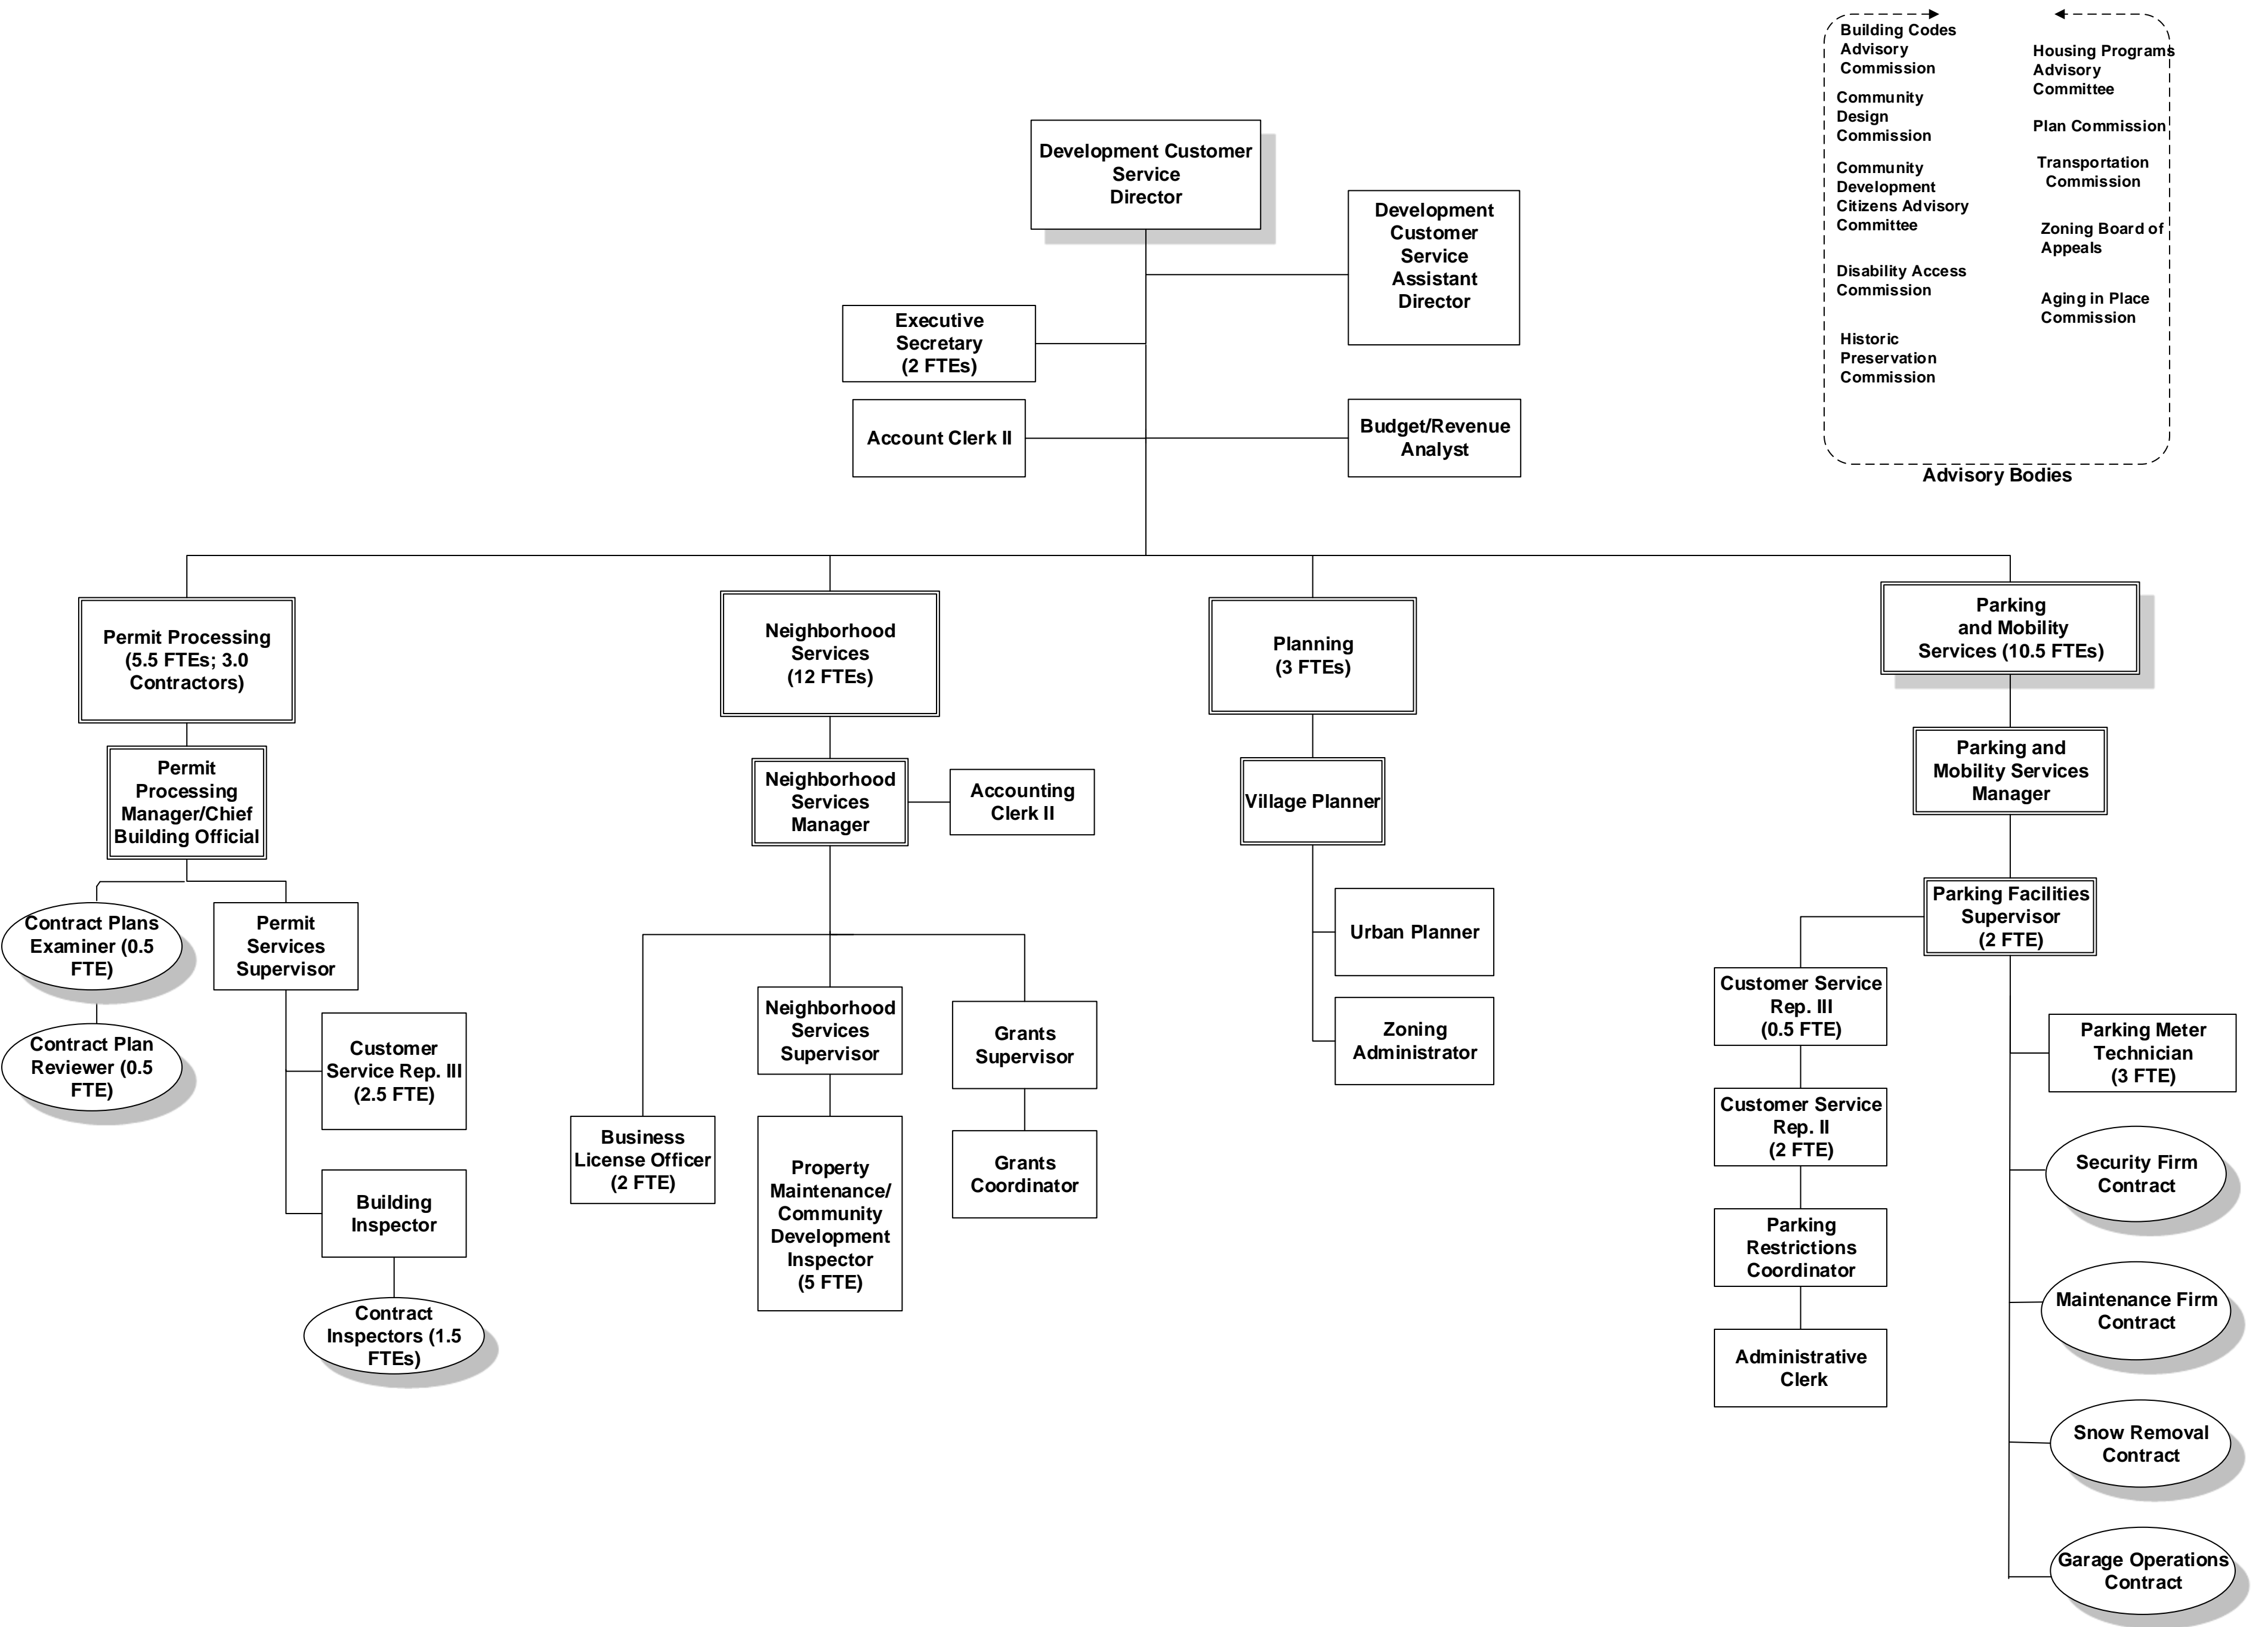 Building Codes
Advisory
Commission
Community
Design
Commission
Community
Development
Citizens Advisory
Committee
Disability Access
Commission
Historic
Preservation
Commission
Housing Programs
Advisory
Committee
Plan Commission
Transportation
Commission
Zoning Board of
Appeals
Aging in Place
Commission
Advisory Bodies
Development Customer
Service
Director
Development
Customer
Service
Assistant
Director
Executive
Secretary
(2 FTEs)
Account Clerk II
Budget/Revenue
Analyst
Permit Processing
(5.5 FTEs; 3.0
Contractors)
Permit
Processing
Manager/Chief
Building Official
Contract Plans
Examiner (0.5
FTE)
Contract Plan
Reviewer (0.5
FTE)
Permit
Services
Supervisor
Customer
Service Rep. III
(2.5 FTE)
Building
Inspector
Contract
Inspectors (1.5
FTEs)
Neighborhood
Services
(12 FTEs)
Neighborhood
Services
Manager
Accounting
Clerk II
Business
License Officer
(2 FTE)
Neighborhood
Services
Supervisor
Property
Maintenance/
Community
Development
Inspector
(5 FTE)
Grants
Supervisor
Grants
Coordinator
Planning
(3 FTEs)
Village Planner
Urban Planner
Zoning
Administrator
Parking
and Mobility
Services (10.5 FTEs)
Parking and
Mobility Services
Manager
Parking Facilities
Supervisor
(2 FTE)
Customer Service
Rep. III
(0.5 FTE)
Customer Service
Rep. II
(2 FTE)
Parking
Restrictions
Coordinator
Administrative
Clerk
Parking Meter
Technician
(3 FTE)
Security Firm
Contract
Maintenance Firm
Contract
Snow Removal
Contract
Garage Operations
Contract